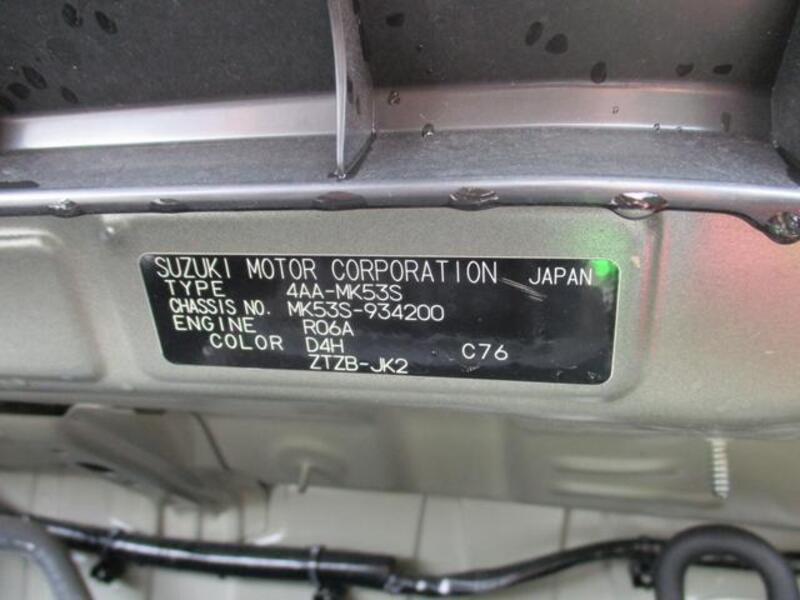 SUZUKI MOTOR CORPORATION JAPAN
TYPE 4AA-MK53S
CHASSIS NO. MK53S-934200
ENGINE R06A
COLOR D4H C76
ZTZB-JK2